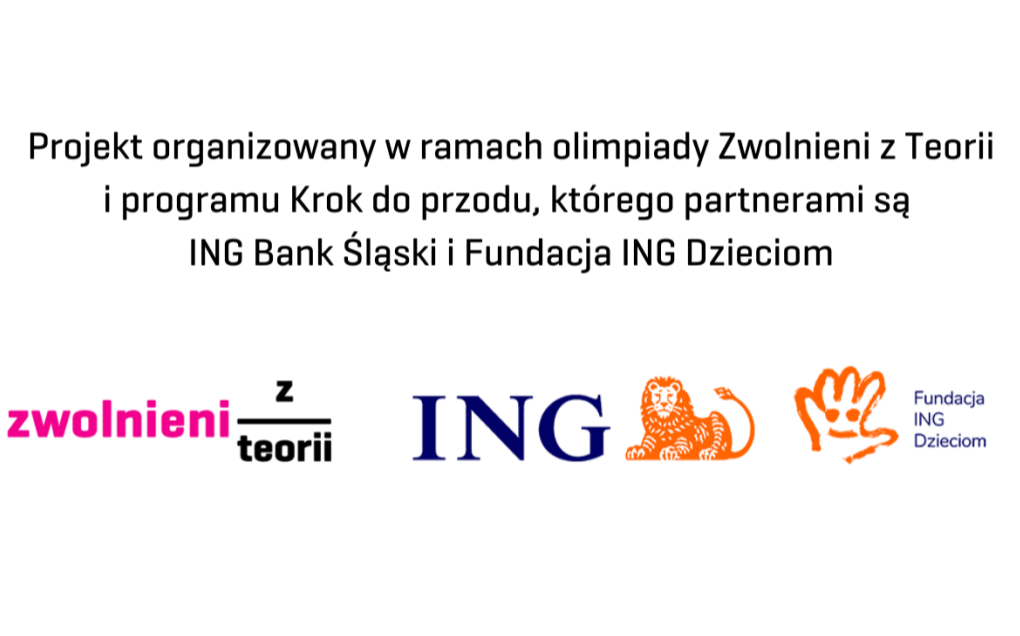 Projekt organizowany w ramach olimpiady Zwolnieni z Teorii
i programu Krok do przodu, którego partnerami są
ING Bank Śląski i Fundacja ING Dzieciom
zwolnieni z teorii
ING
Fundacja
ING
Dzieciom